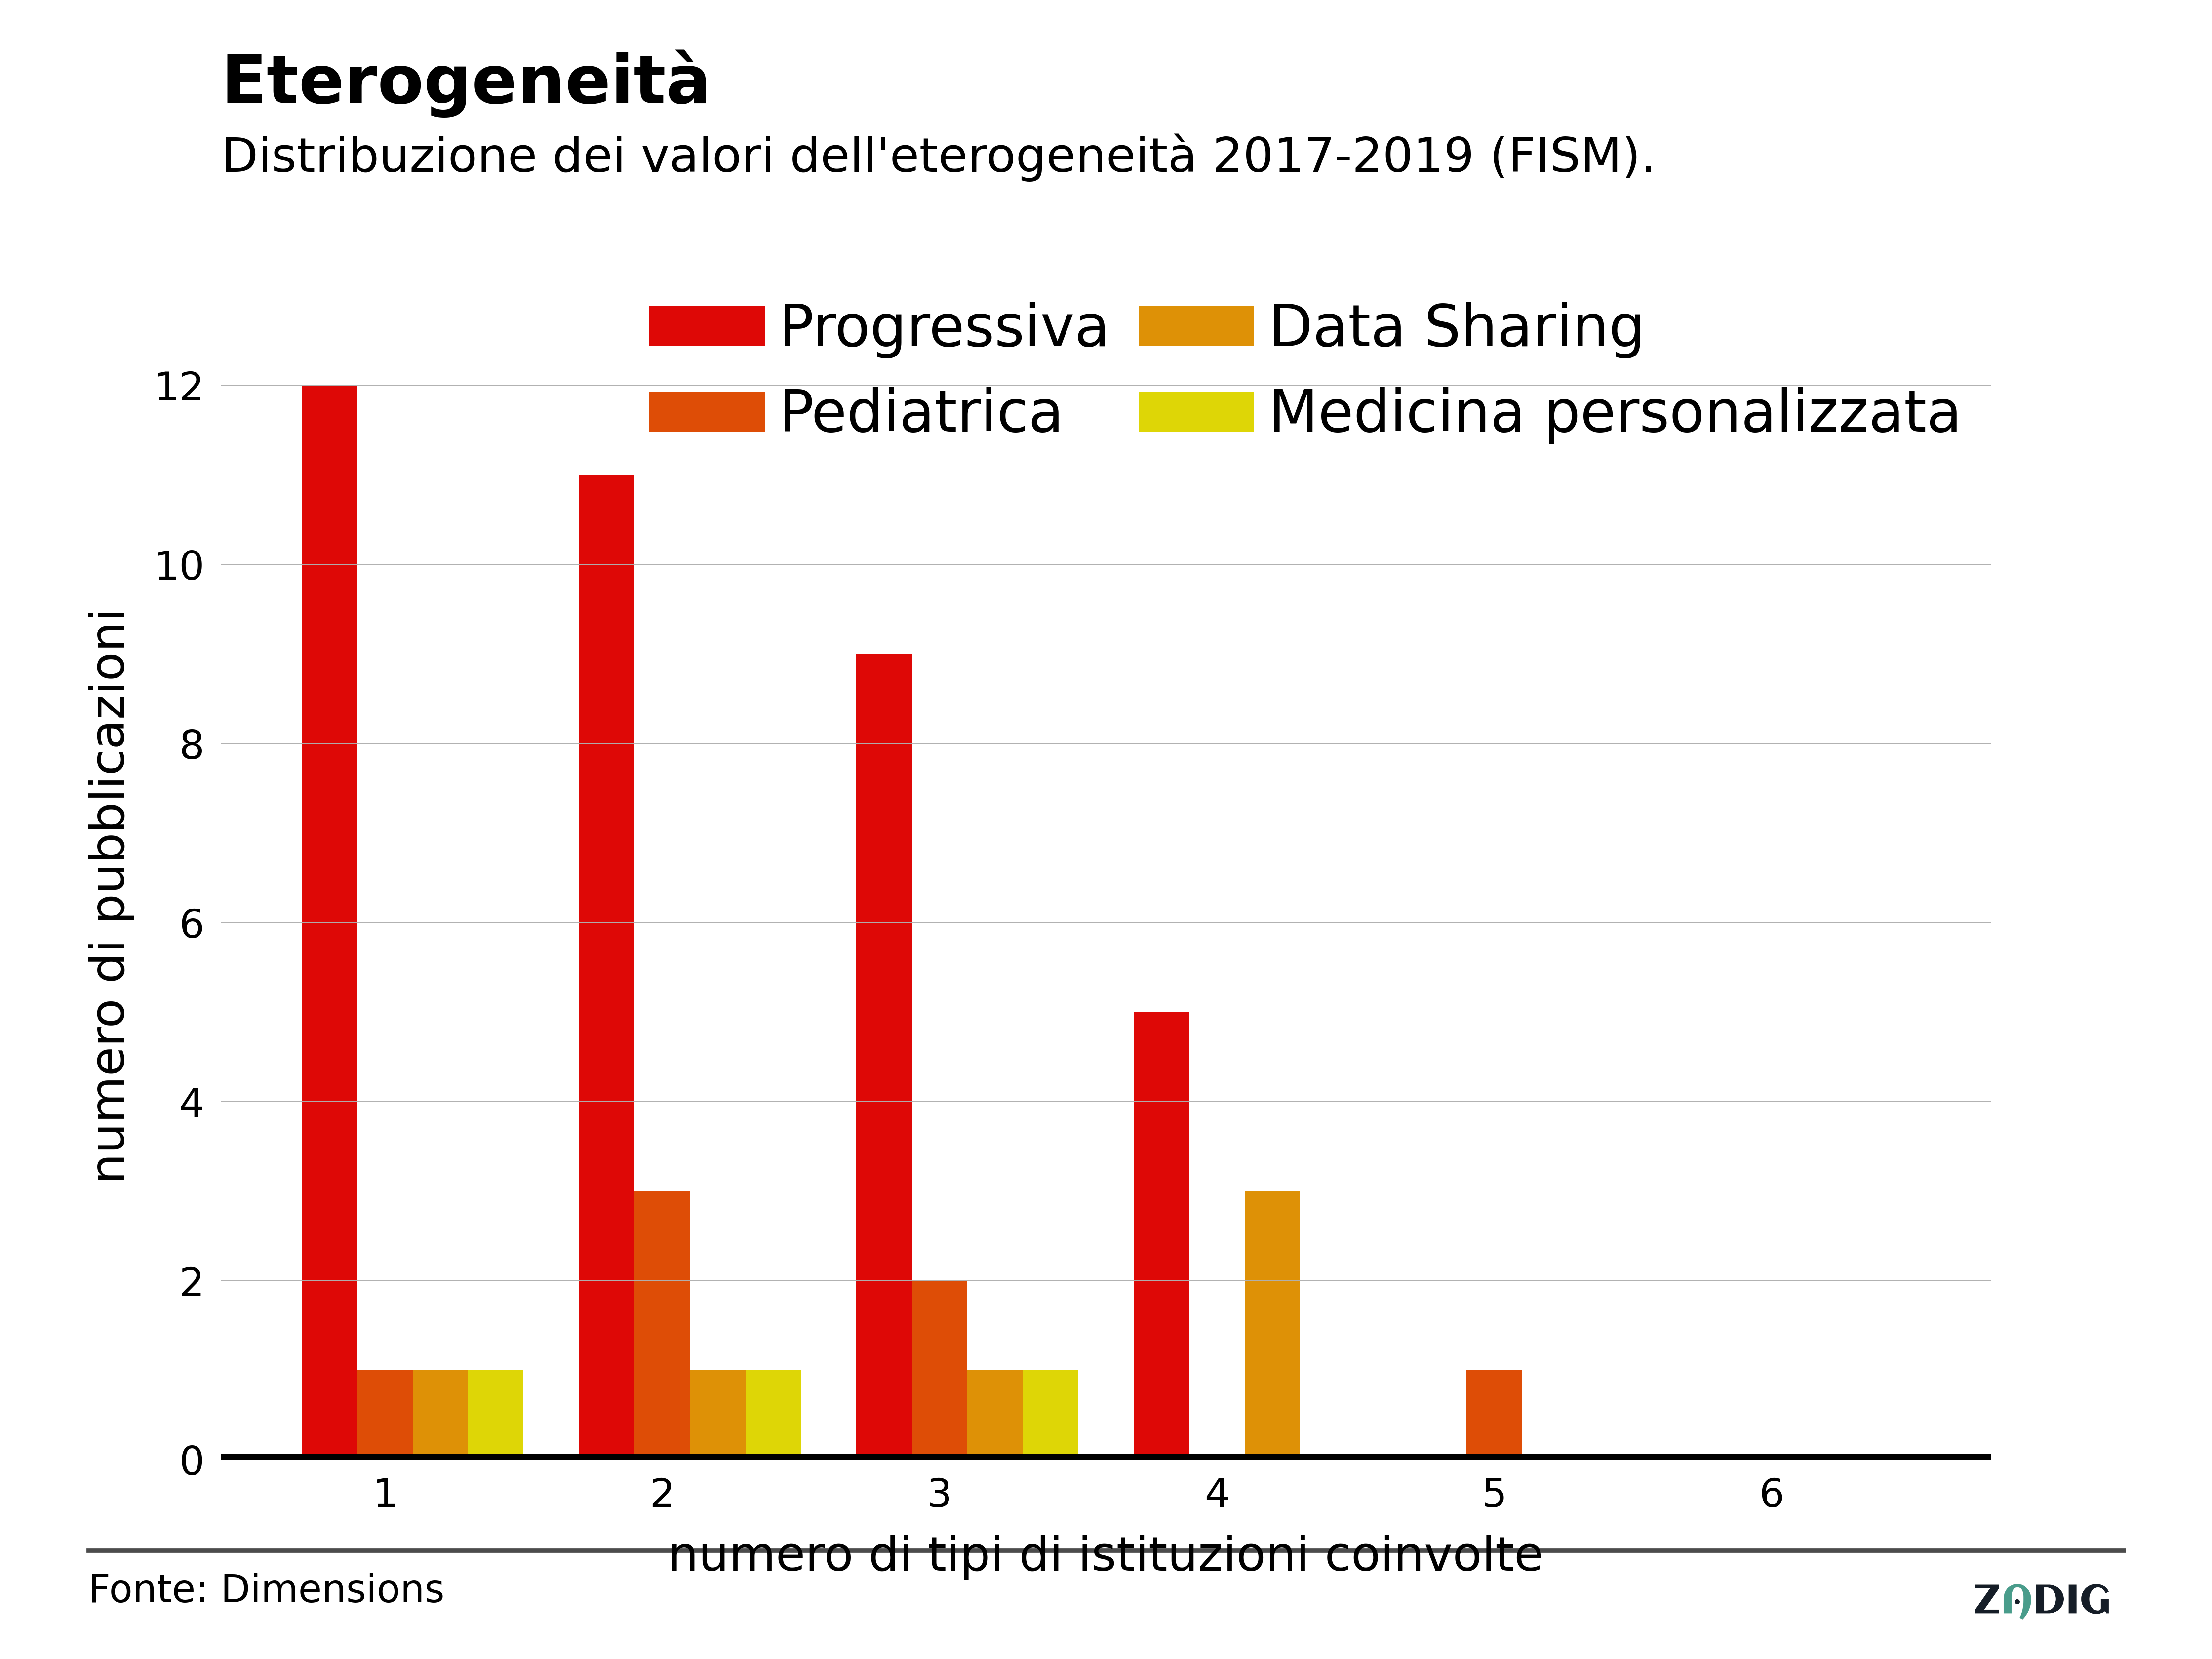 Eterogeneità
Distribuzione dei valori dell'eterogeneità 2017-2019 (FISM).
Progressiva
Data Sharing
Pediatrica
Medicina personalizzata
12
10
8
6
4
2
0
numero di pubblicazioni
1 2 3 4 5 6
numero di tipi di istituzioni coinvolte
Fonte: Dimensions
ZADIG